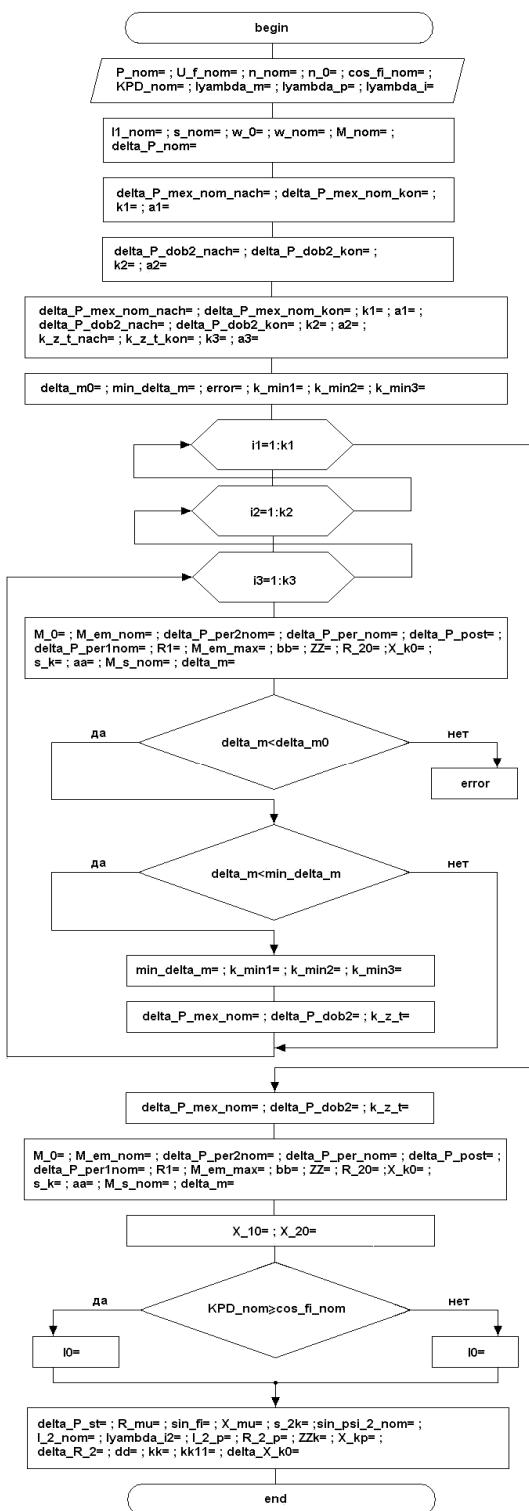 begin
P_nom= ; U_f_nom= ; n_nom= ; n_0= ; cos_fi_nom= ;
KPD_nom= ; lyambda_m= ; lyambda_p= ; lyambda_i=
I1_nom= ; s_nom= ; w_0= ; w_nom= ; M_nom= ;
delta_P_nom=
delta_P_mex_nom_nach= ; delta_P_mex_nom_kon= ;
k1= ; a1=
delta_P_dob2_nach= ; delta_P_dob2_kon= ;
k2= ; a2=
delta_P_mex_nom_nach= ; delta_P_mex_nom_kon= ; k1= ; a1= ;
delta_P_dob2_nach= ; delta_P_dob2_kon= ; k2= ; a2= ;
k_z_t_nach= ; k_z_t_kon= ; k3= ; a3=
delta_m0= ; min_delta_m= ; error= ; k_min1= ; k_min2= ; k_min3=
i1=1:k1
i2=1:k2
i3=1:k3
M_0= ; M_em_nom= ; delta_P_per2nom= ; delta_P_per_nom= ; delta_P_post= ;
delta_P_per1nom= ; R1= ; M_em_max= ; bb= ; ZZ= ; R_20= ;X_k0= ;
s_k= ; aa= ; M_s_nom= ; delta_m=
да
delta_m<delta_m0
нет
error
да
delta_m<min_delta_m
нет
min_delta_m= ; k_min1= ; k_min2= ; k_min3=
delta_P_mex_nom= ; delta_P_dob2= ; k_z_t=
delta_P_mex_nom= ; delta_P_dob2= ; k_z_t=
M_0= ; M_em_nom= ; delta_P_per2nom= ; delta_P_per_nom= ; delta_P_post= ;
delta_P_per1nom= ; R1= ; M_em_max= ; bb= ; ZZ= ; R_20= ;X_k0= ;
s_k= ; aa= ; M_s_nom= ; delta_m=
X_10= ; X_20=
да
KPD_nom≥cos_fi_nom
нет
I0=
I0=
delta_P_st= ; R_mu= ; sin_fi= ; X_mu= ; s_2k= ;sin_psi_2_nom= ;
I_2_nom= ; lyambda_i2= ; I_2_p= ; R_2_p= ; ZZk= ; X_kp= ;
delta_R_2= ; dd= ; kk= ; kk11= ; delta_X_k0=
end